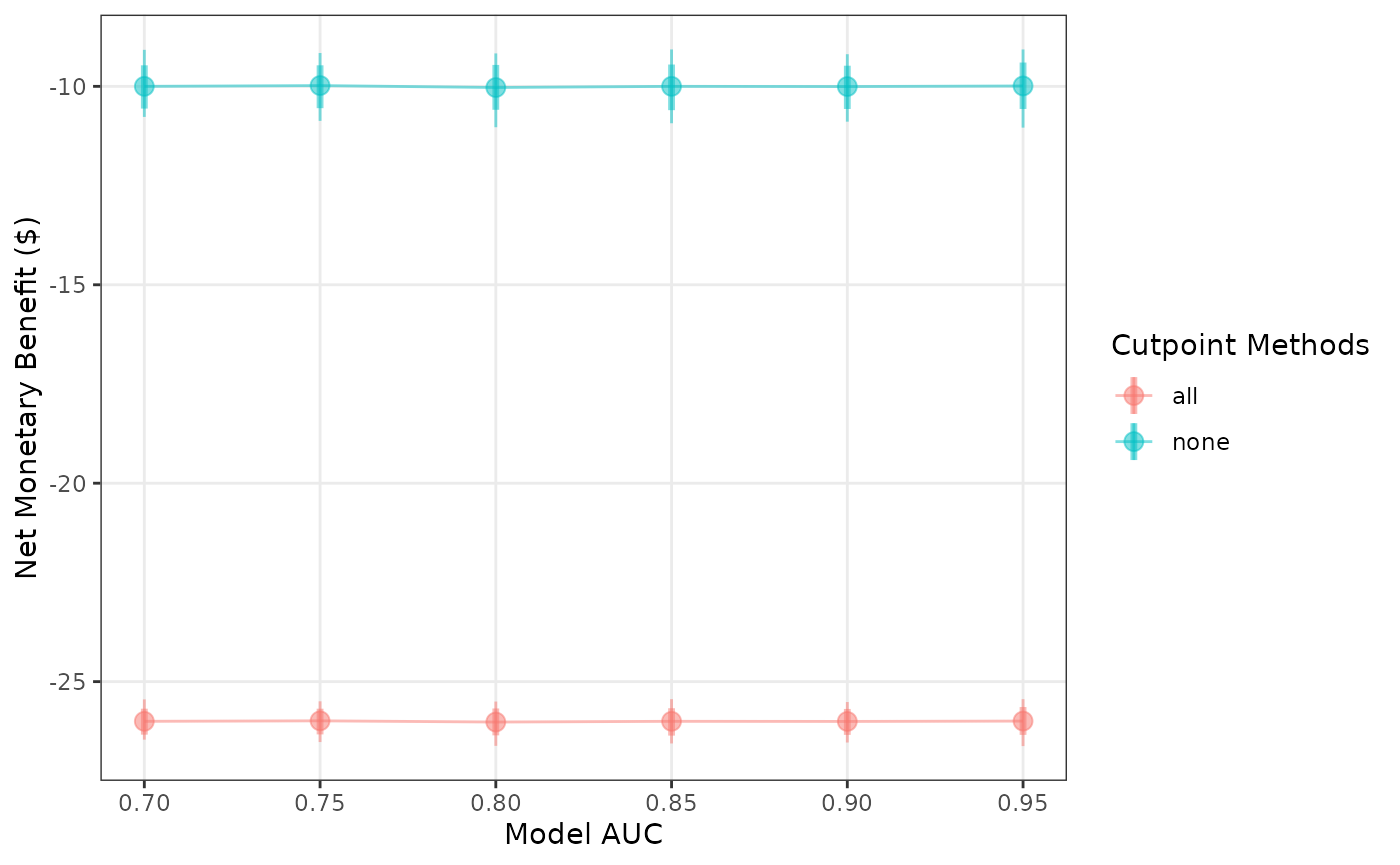 Net Monetary Benefit ($)
-10
-15
-20
-25
0.70 0.75 0.80 0.85 0.90 0.95
Model AUC
Cutpoint Methods
all
none